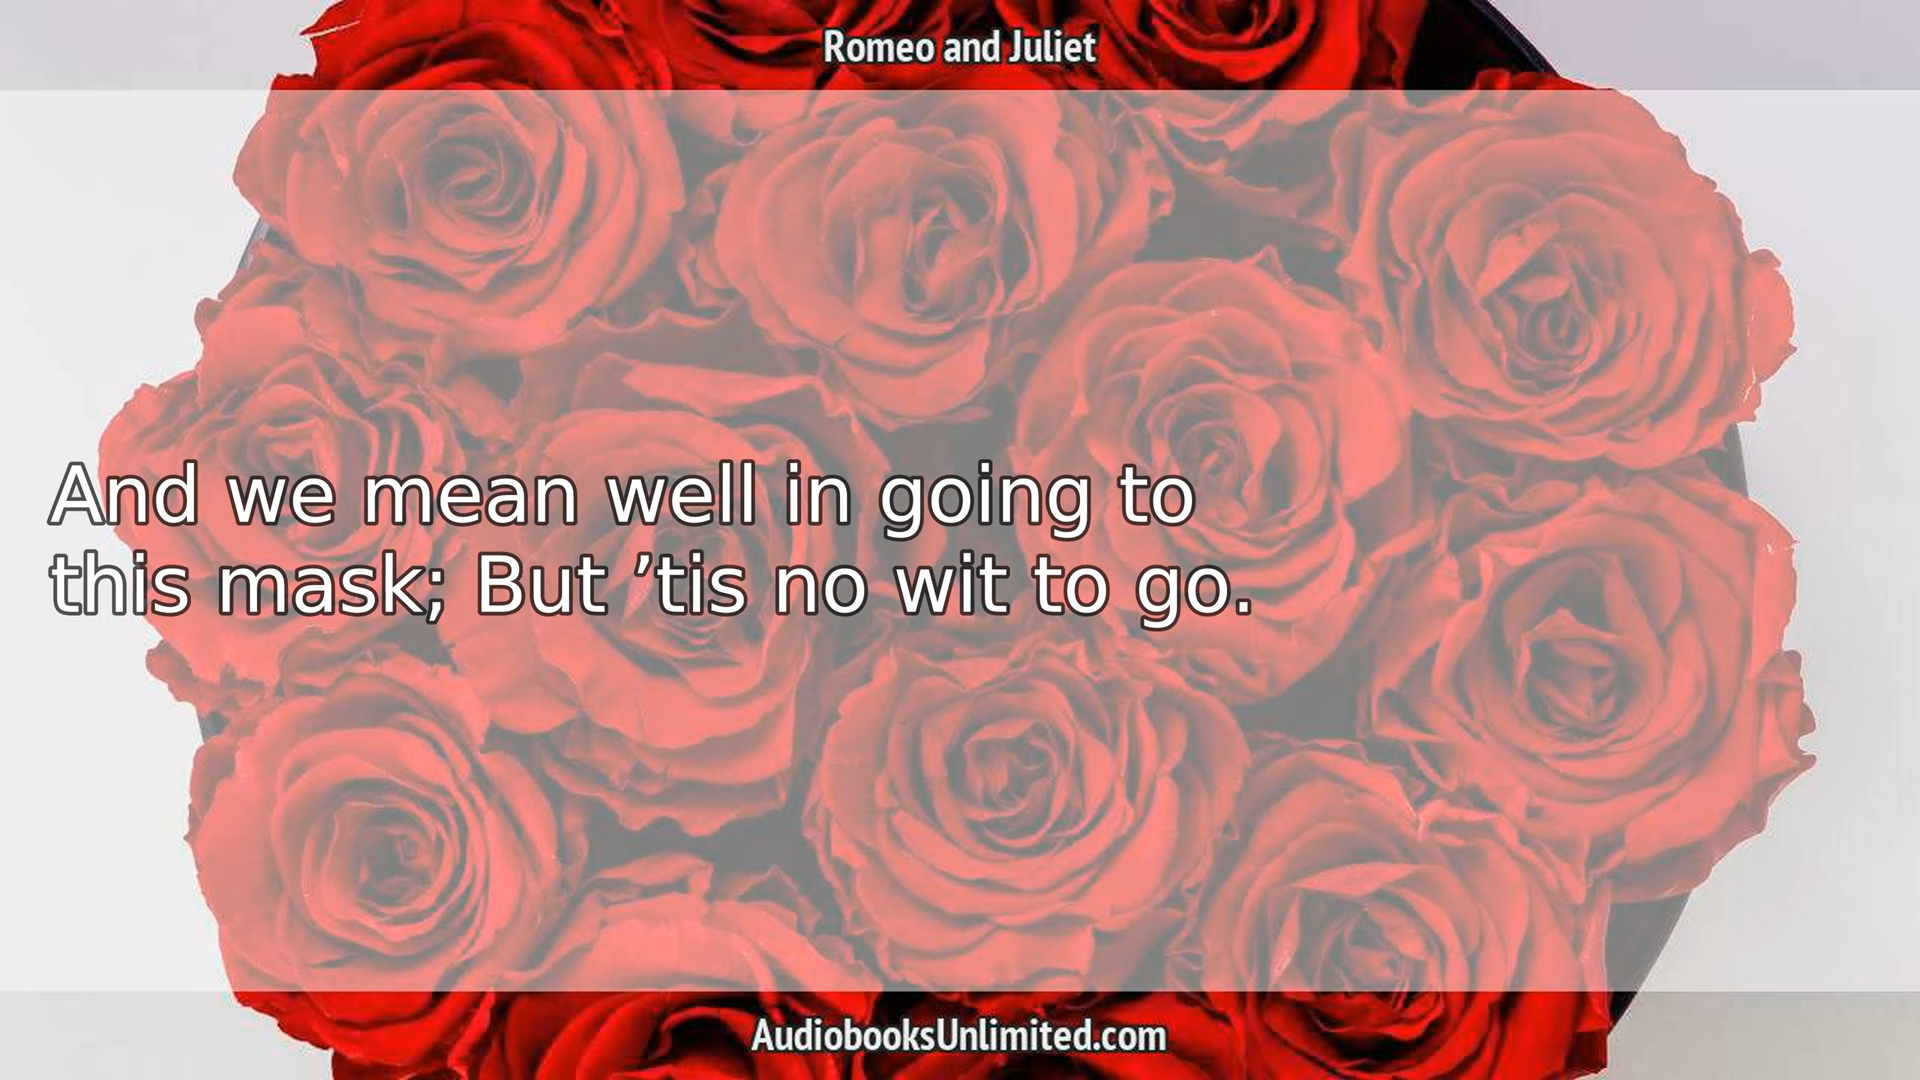 Romeo and Juliet
And we mean well in going to
this mask; But ’tis no wit to go.
AudiobooksUnlimited.com